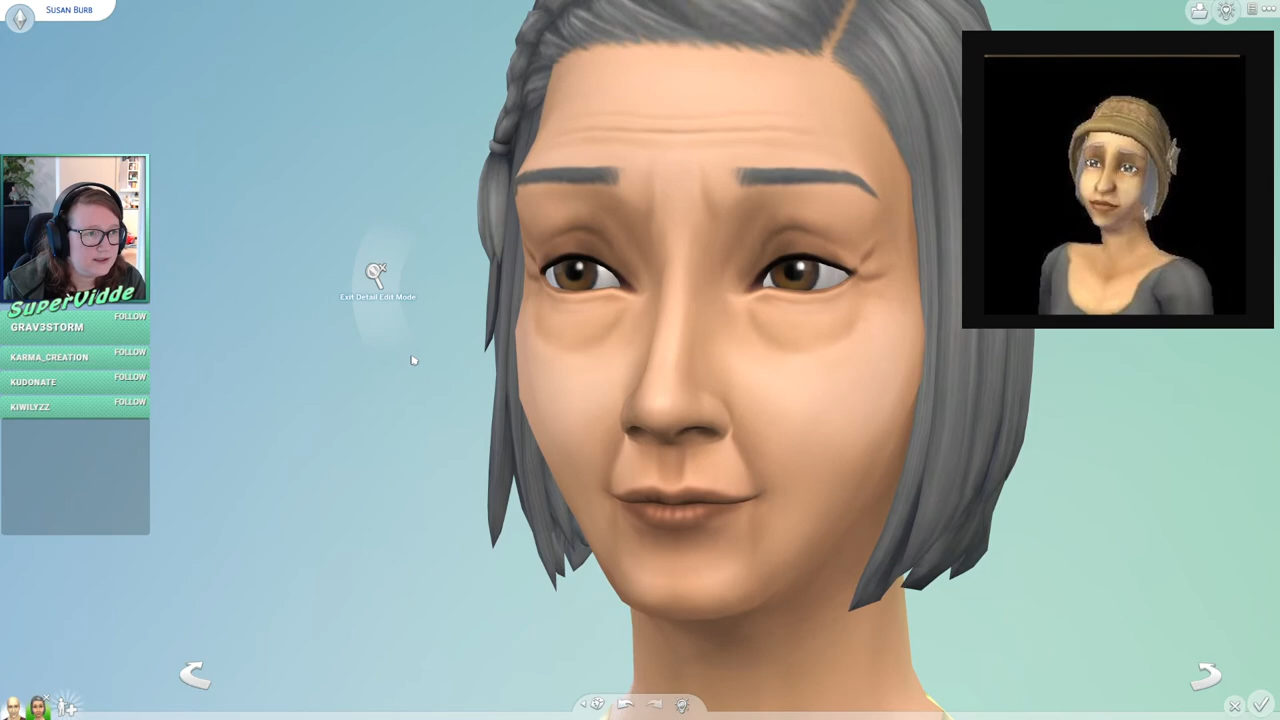 Susan Burb
Exit Detail Edit Mode
SuperVidde
FOLLOW
GRAV3STORM
FOLLOW
KARMA_CREATION
FOLLOW
KUDONATE
FOLLOW
KIWILYZZ